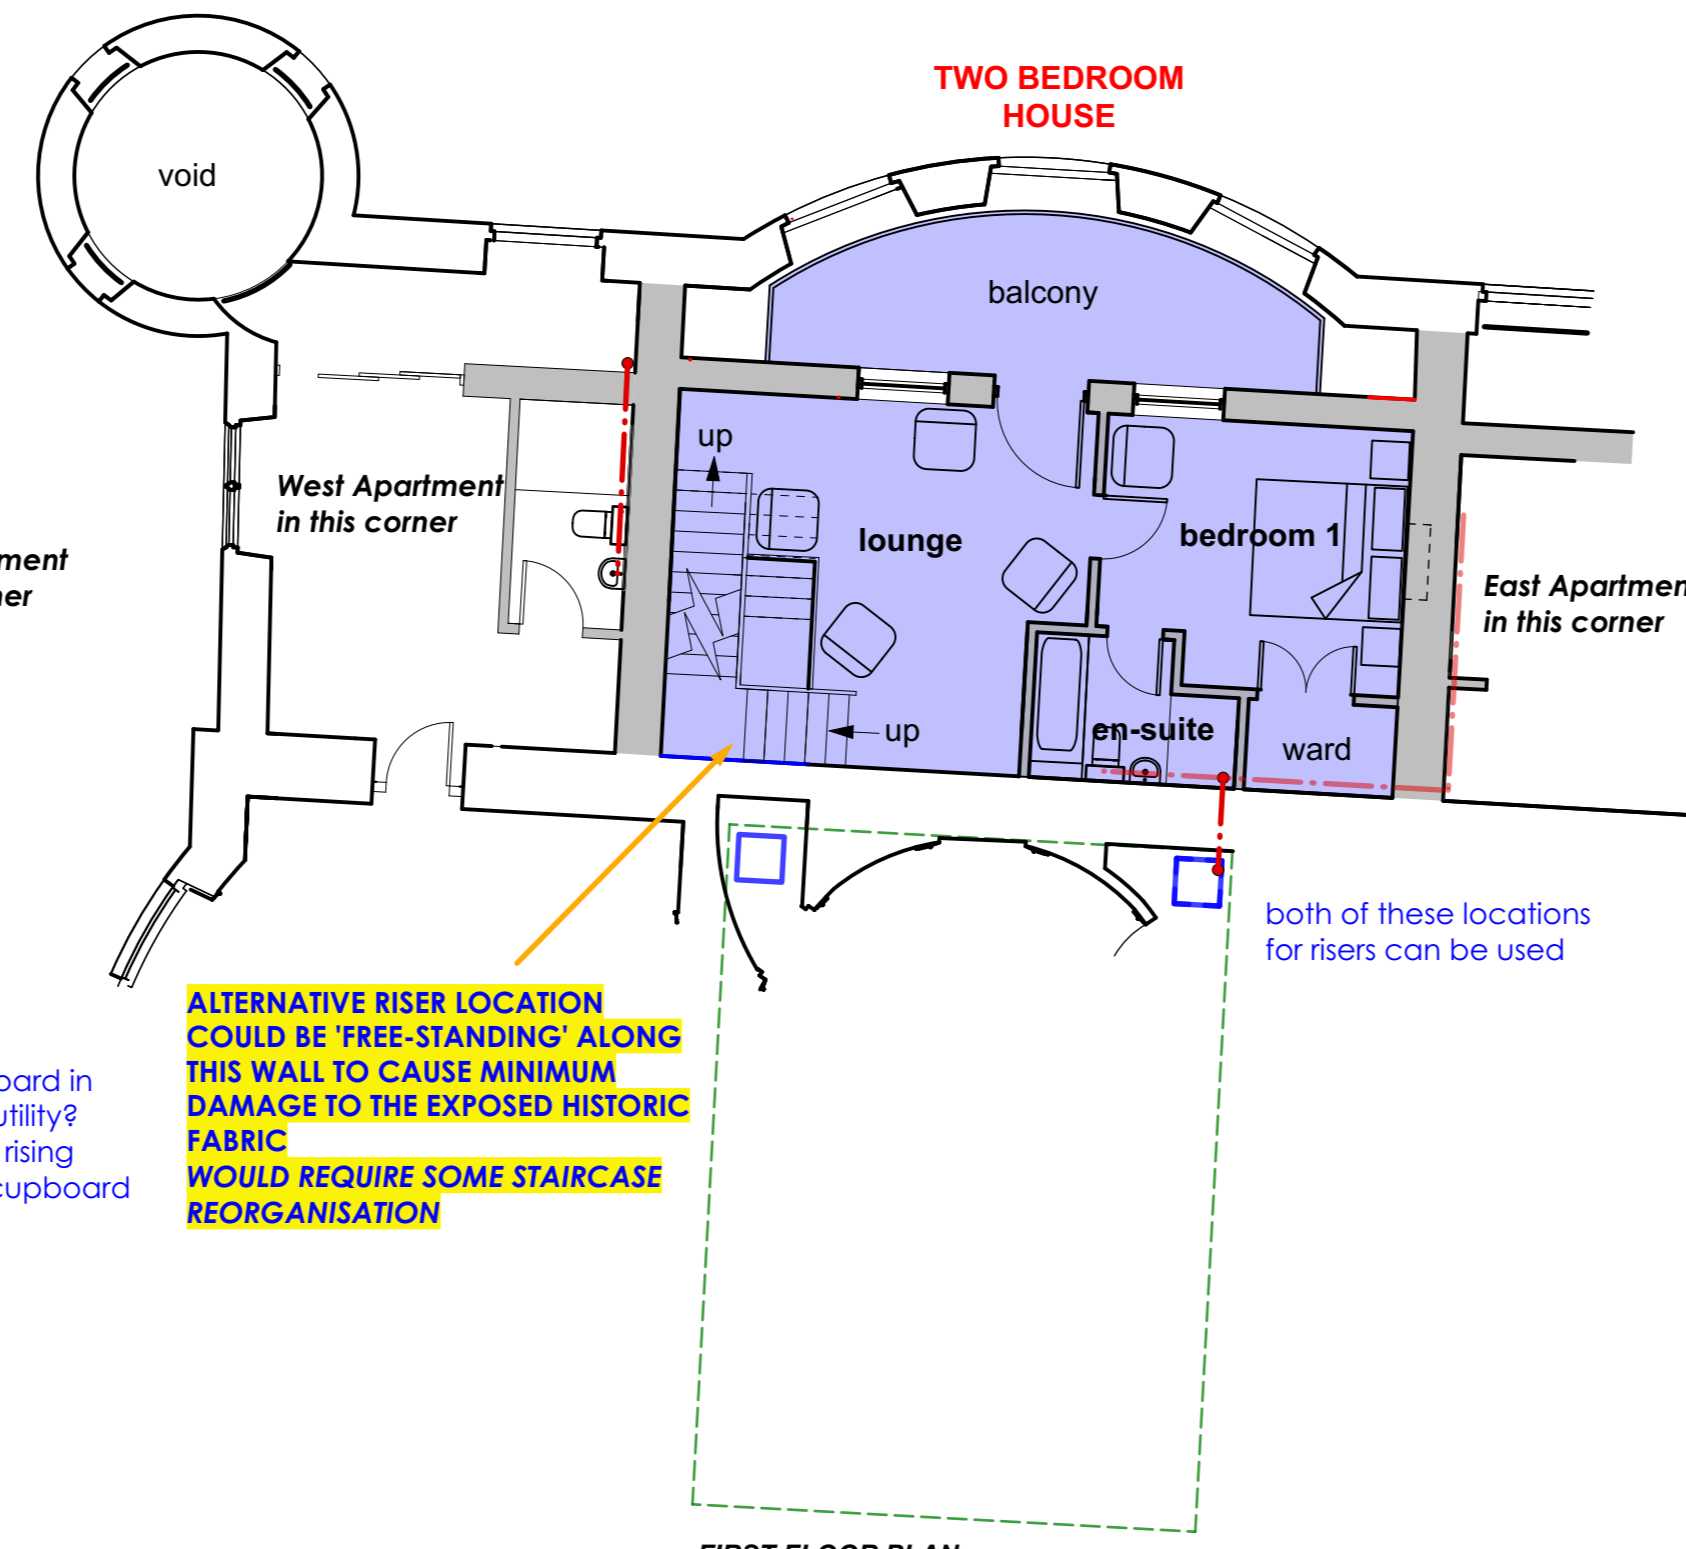 TWO BEDROOM
HOUSE
void
balcony
up
West Apartment
in this corner
lounge
bedroom 1
ment
ner
East Apartmen
in this corner
up
en-suite
ward
both of these locations
for risers can be used
ALTERNATIVE RISER LOCATION
COULD BE 'FREE-STANDING' ALONG
THIS WALL TO CAUSE MINIMUM
DAMAGE TO THE EXPOSED HISTORIC
FABRIC
WOULD REQUIRE SOME STAIRCASE
REORGANISATION
oard in
utility?
rising
cupboard
FIRST FLOOR PLAN